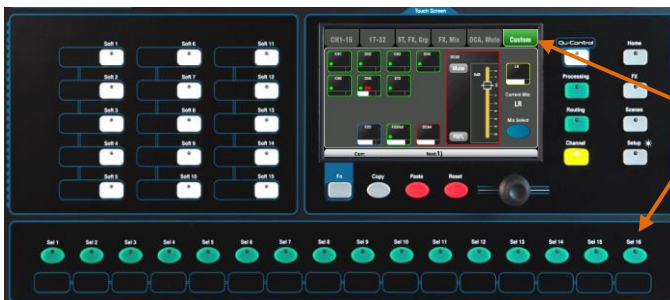 Touch Screen
Soft 1 Soft 6 Soft 11
Soft 2 Soft 7 Soft 12
Soft 3 Soft 8 Soft 13
Soft 4 Soft 9 Soft 14
Soft 5 Soft 10 Soft 15
CH1-16 17-32 ST, FX, Grp FX, Mix DCA, Mute Custom
Mute
Current Mix:
LR
Mix Select
PAFL
Curr: Next: 1)
Qu-Control Home
Processing FX
Routing Scenes
Channel Setup
Fn Copy Paste Reset
Sel 1 Sel 2 Sel 3 Sel 4 Sel 5 Sel 6 Sel 7 Sel 8 Sel 9 Sel 10 Sel 11 Sel 12 Sel 13 Sel 14 Sel 15 Sel 16